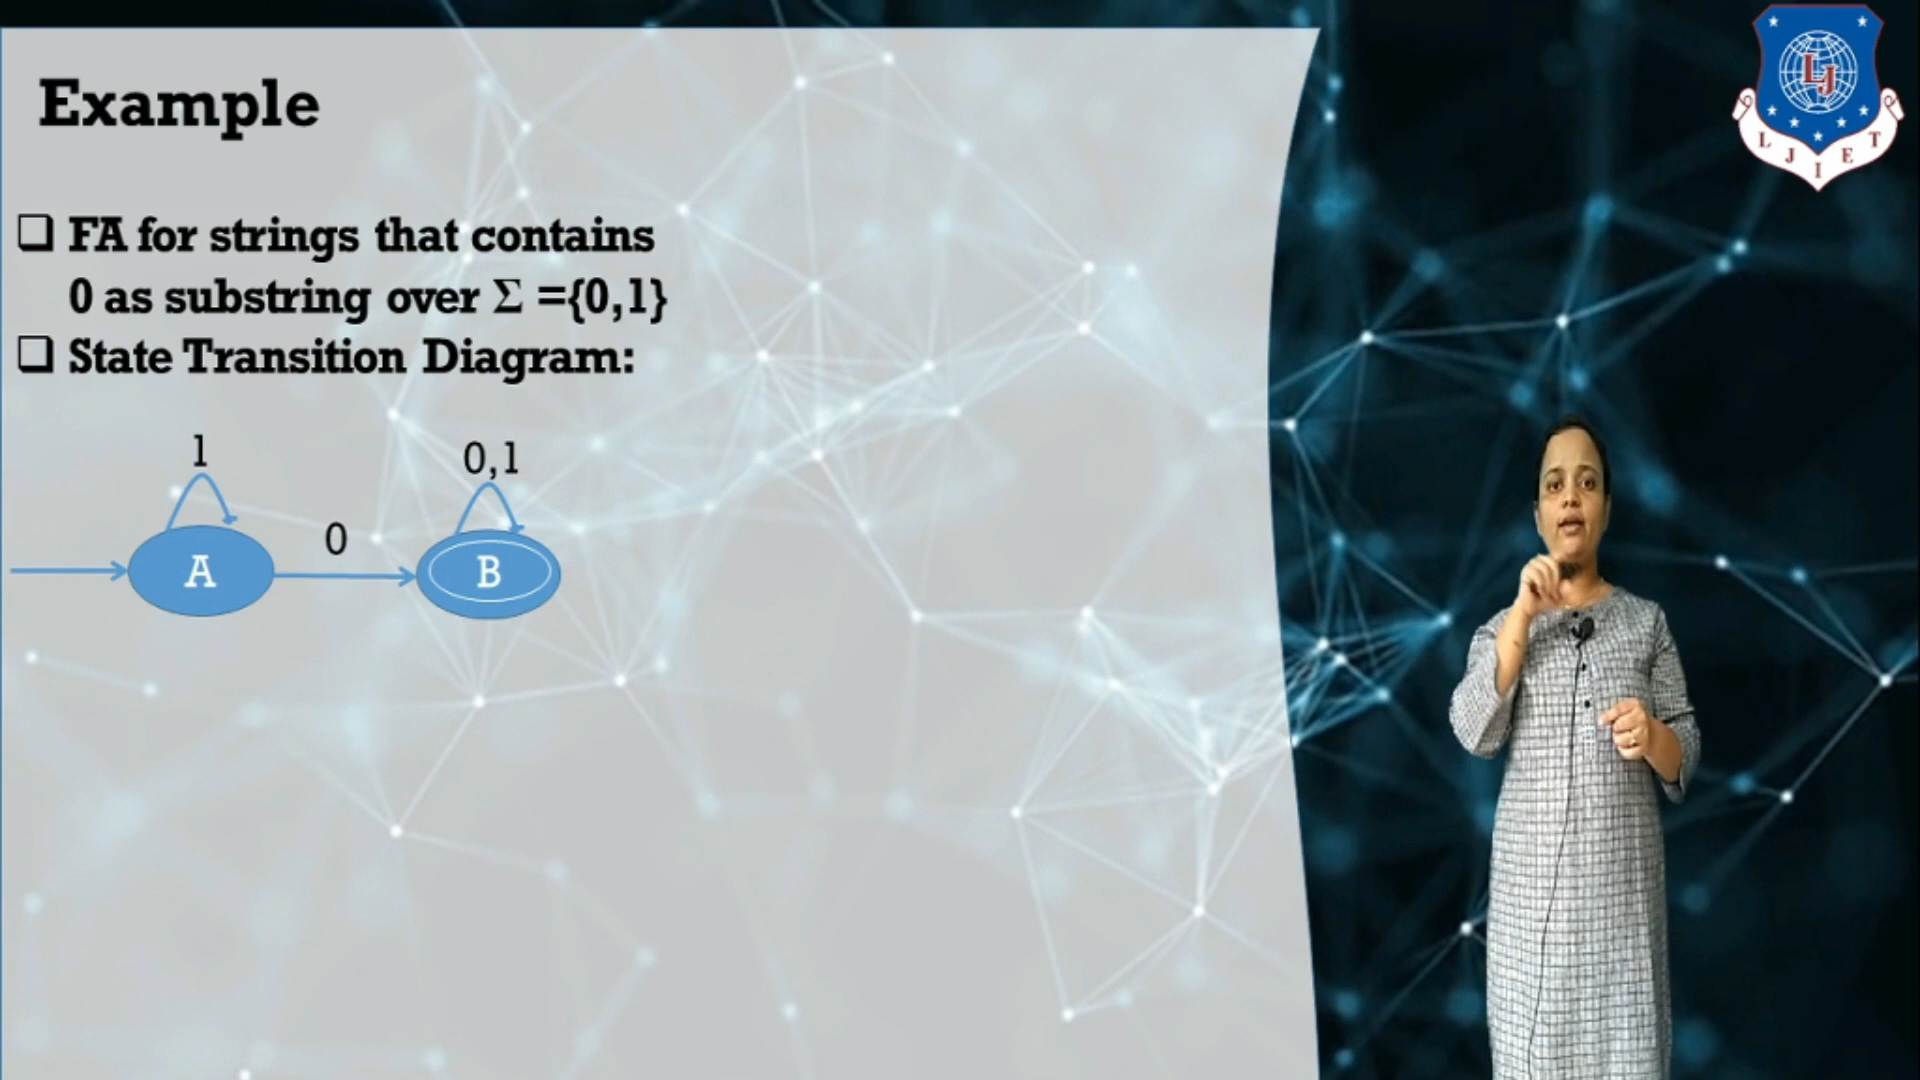 Example
❑ FA for strings that contains
0 as substring over Σ ={0,1}
❑ State Transition Diagram:
1
0,1
0
A
B
LJ
L J I E T